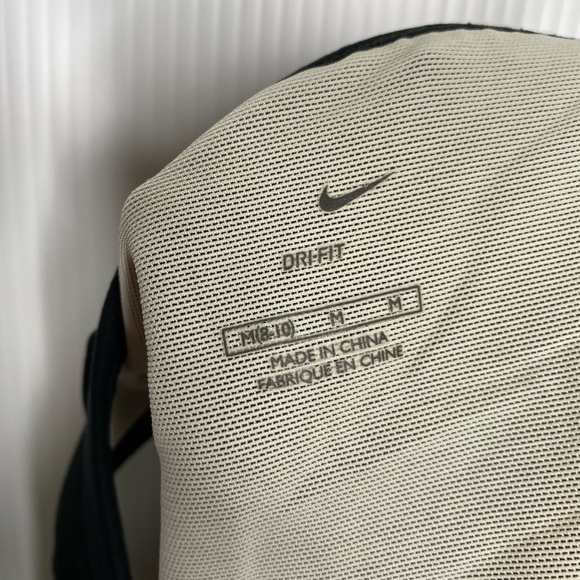 DRI-FIT
M(8-10) M M
MADE IN CHINA
FABRIQUE EN CHINE